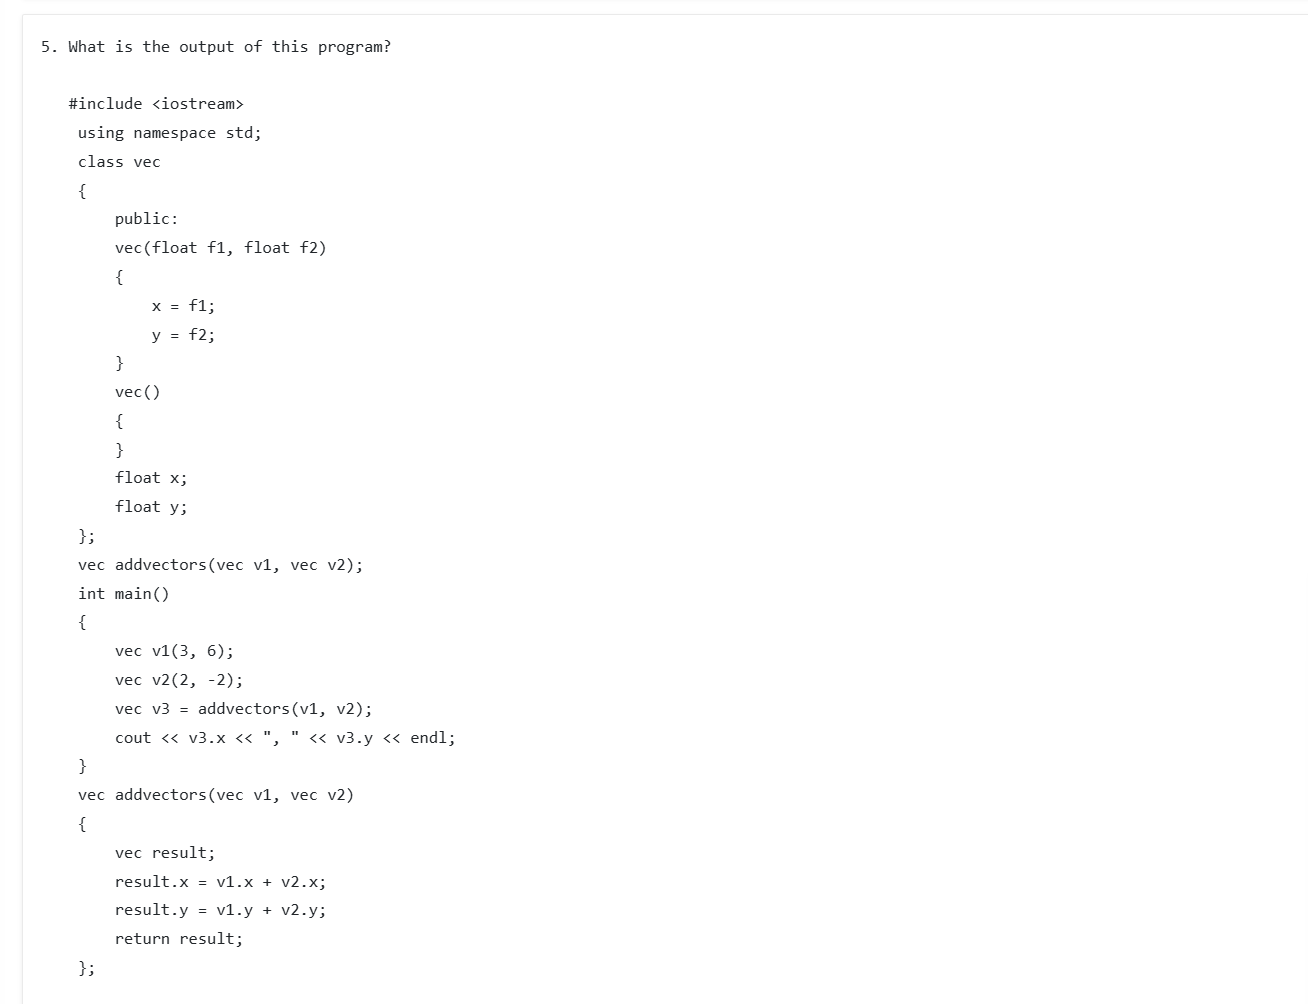 5. What is the output of this program?
#include <iostream>
using namespace std;
class vec
{
public:
vec(float f1, float f2)
{
x = f1;
y = f2;
}
vec()
{
}
float x;
float y;
};
vec addvectors(vec v1, vec v2);
int main()
{
vec v1(3, 6);
vec v2(2, -2);
vec v3 = addvectors(v1, v2);
cout << v3.x << ", " << v3.y << endl;
}
vec addvectors(vec v1, vec v2)
{
vec result;
result.x = v1.x + v2.x;
result.y = v1.y + v2.y;
return result;
};